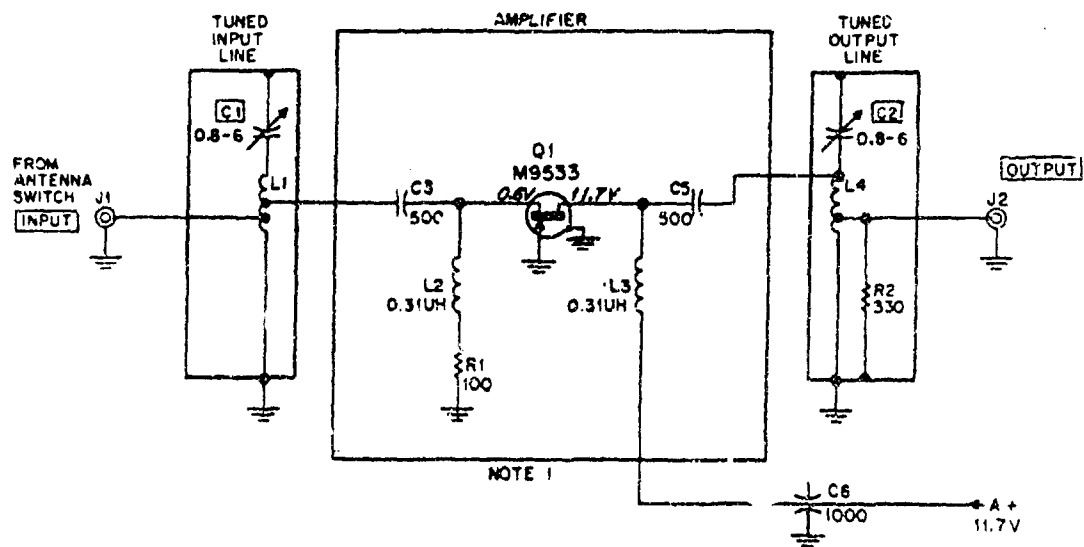 AMPLIFIER
TUNED
INPUT
LINE
TUNED
OUTPUT
LINE
C1
0.8-6
C2
0.8-6
Q1
M9533
FROM
ANTENNA
SWITCH
J1
INPUT
L1
C3
500
0.6V
11.7V
C5
500
L4
OUTPUT
J2
L2
0.31UH
L3
0.31UH
R2
330
R1
100
NOTE 1
C6
1000
A+
11.7V